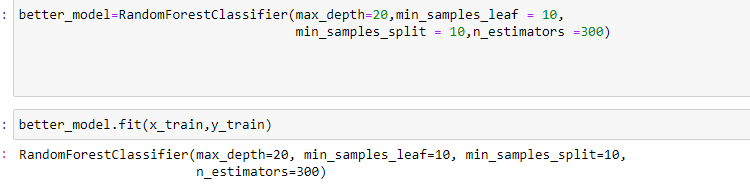 : better_model=RandomForestClassifier(max_depth=20,min_samples_leaf = 10,
min_samples_split = 10,n_estimators =300)
: better_model.fit(x_train,y_train)
: RandomForestClassifier(max_depth=20, min_samples_leaf=10, min_samples_split=10,
n_estimators=300)